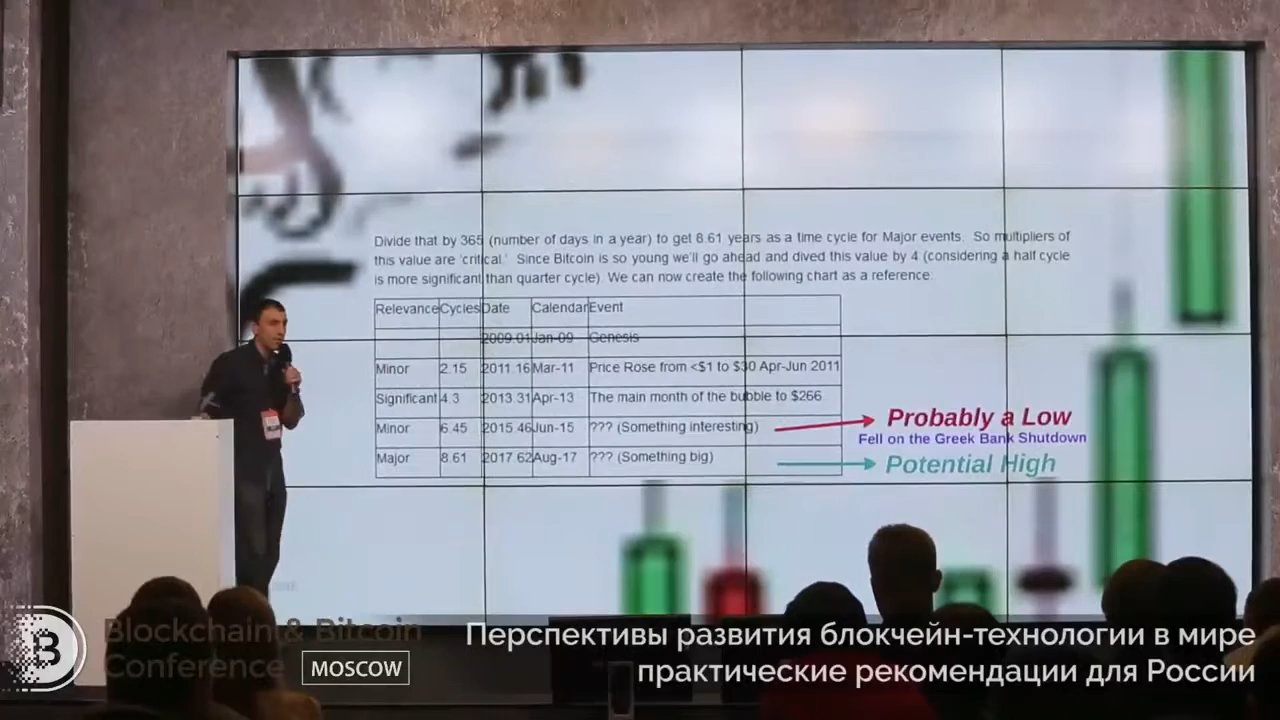 Divide that by 365 (number of days in a year) to get 8.61 years as a time cycle for Major events. So multipliers of
this value are 'critical.' Since Bitcoin is so young we'll go ahead and dived this value by 4 (considering a half cycle
is more significant than quarter cycle). We can now create the following chart as a reference:
Relevance Cycles Date Calendar Event
2009.01 Jan-09 Genesis
Minor 2.15 2011.16 Mar-11 Price Rose from <$1 to $30 Apr-Jun 2011
Significant 4.3 2013.31 Apr-13 The main month of the bubble to $266
Minor 6.45 2015.46 Jun-15 ??? (Something interesting) Probably a Low
Fell on the Greek Bank Shutdown
Major 8.61 2017.62 Aug-17 ??? (Something big) Potential High
B
Blockchain & Bitcoin
Conference MOSCOW
Перспективы развития блокчейн-технологии в мире
практические рекомендации для России